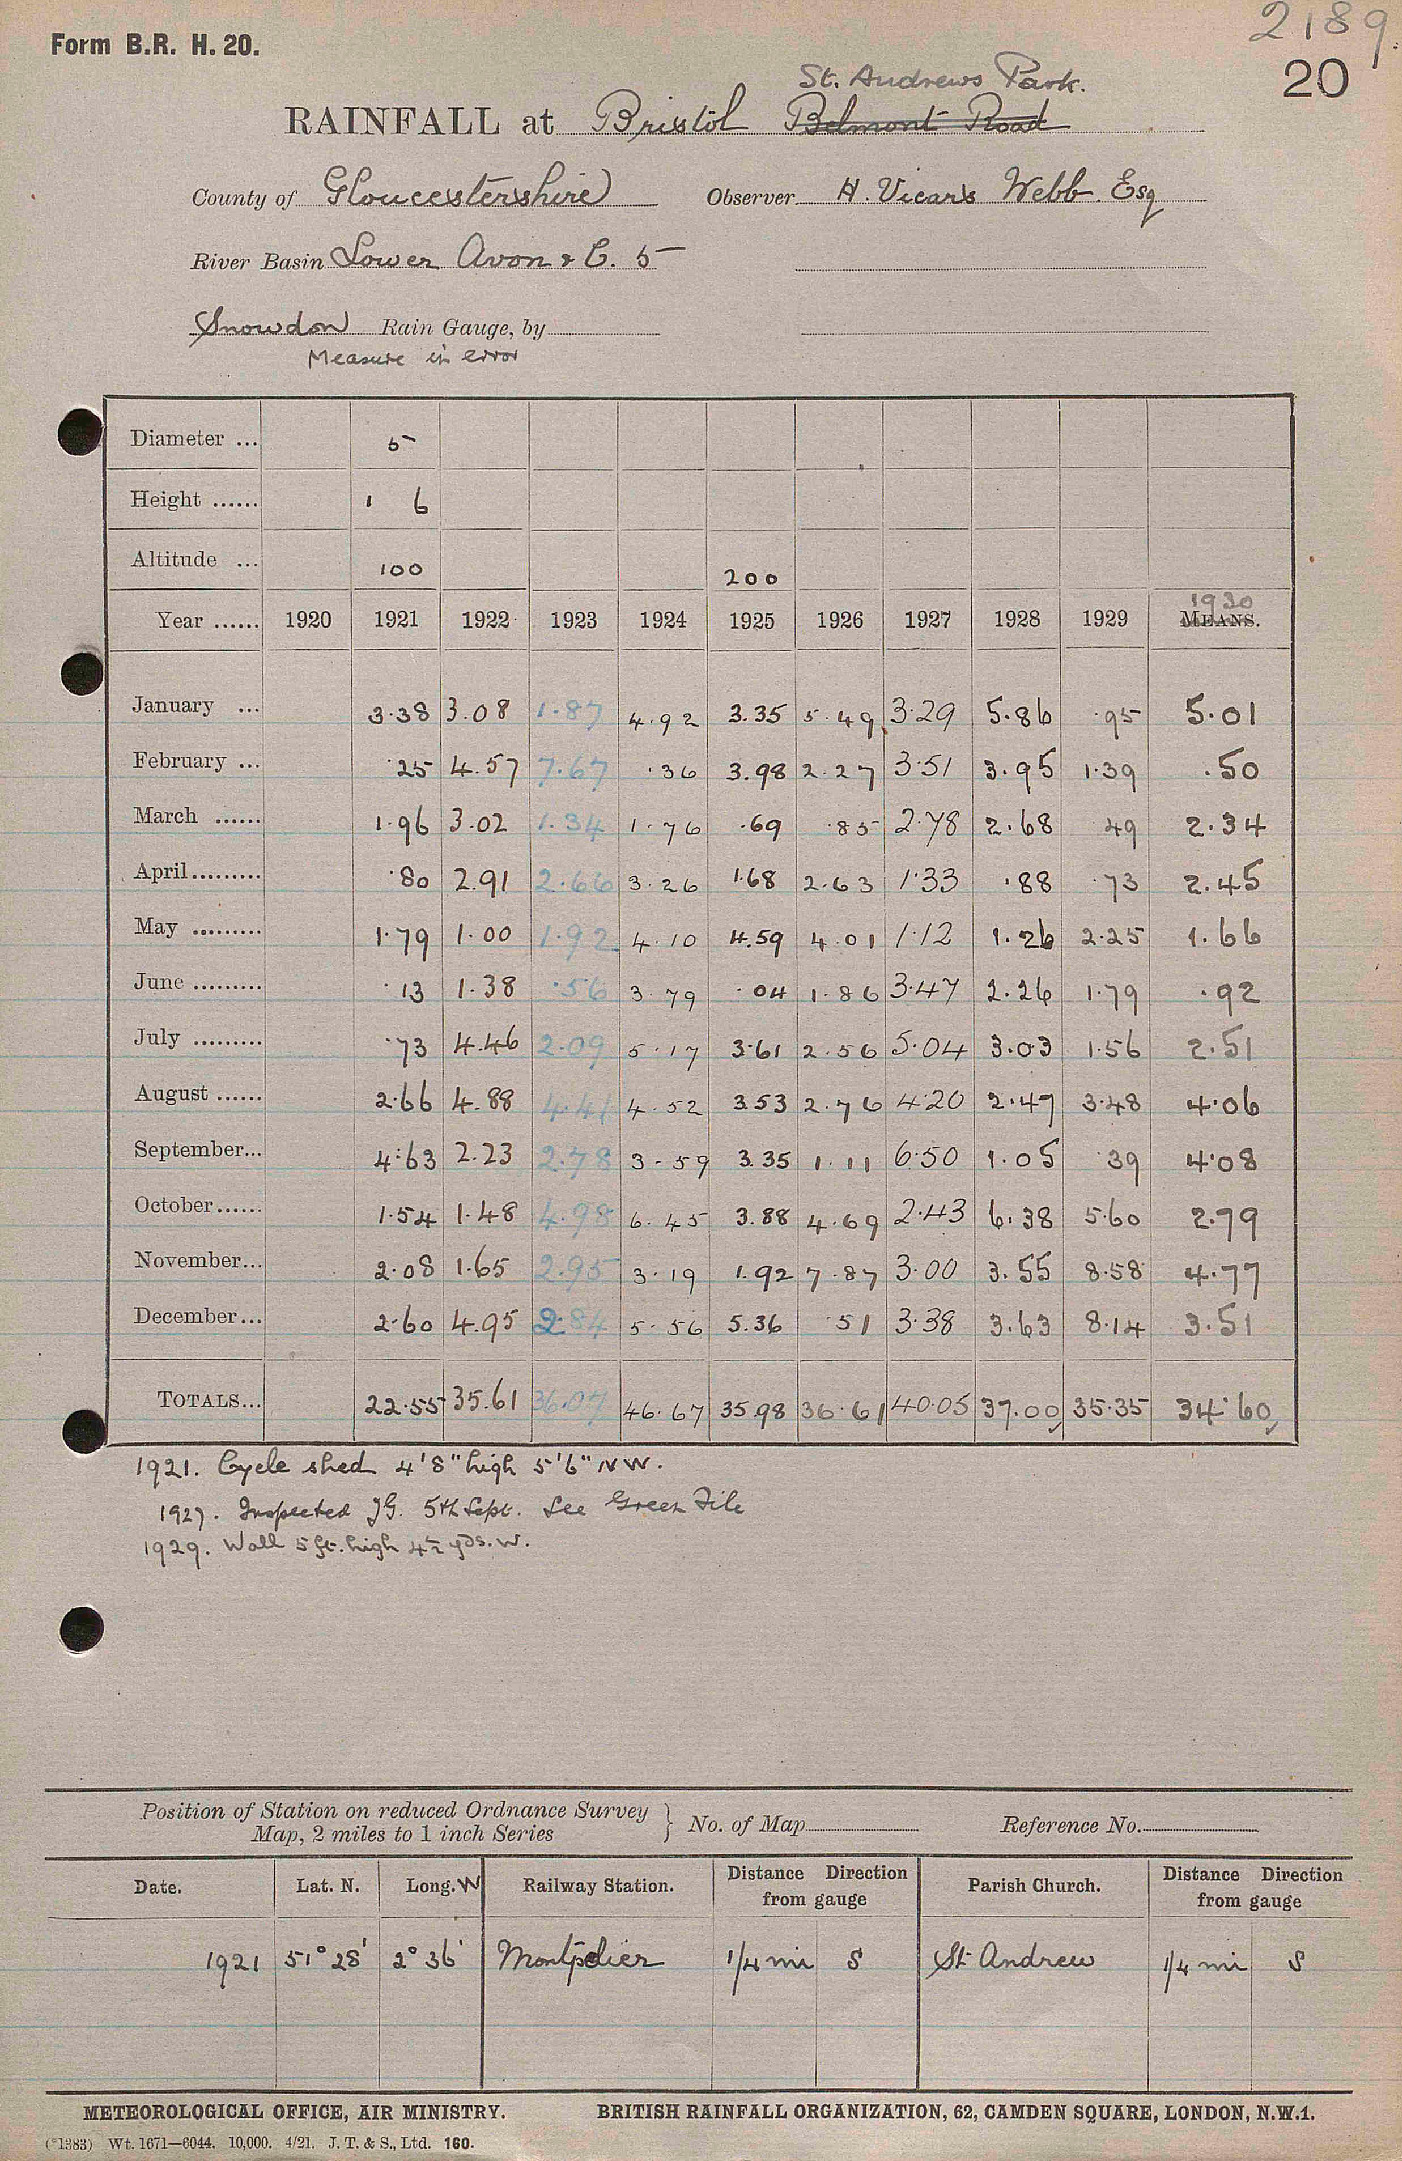 2189.
Form B.R. H. 20.
20
St. Andrews Park.
RAINFALL at Bristol Belmont Road
County of Gloucestershire Observer H. Vicars Webb Esq
River Basin Lower Avon & C. 5
Snowdon Rain Gauge, by
Measure in error
Diameter ... 5
Height ...... 1 6
Altitude ... 100 200
1930
Year ...... 1920 1921 1922 1923 1924 1925 1926 1927 1928 1929 MEANS.
January ... 3.38 3.08 1.87 4.92 3.35 5.49 3.29 5.86 .95 5.01
February ... .25 4.57 7.67 .36 3.98 2.27 3.51 3.95 1.39 .50
March ...... 1.96 3.02 1.34 1.76 .69 .85 2.78 2.68 .49 2.34
April......... .80 2.91 2.66 3.26 1.68 2.63 1.33 .88 .73 2.45
May ......... 1.79 1.00 1.92 4.10 4.59 4.01 1.12 1.26 2.25 1.66
June ......... .13 1.38 .56 3.79 .04 1.86 3.47 2.26 1.79 .92
July ......... .73 4.46 2.09 5.17 3.61 2.56 5.04 3.03 1.56 2.51
August ...... 2.66 4.88 4.41 4.52 3.53 2.76 4.20 2.47 3.48 4.06
September... 4.63 2.23 2.78 3.59 3.35 1.11 6.50 1.05 .39 4.08
October...... 1.54 1.48 4.98 6.45 3.88 4.69 2.43 6.38 5.60 2.79
November... 2.08 1.65 2.95 3.19 1.92 7.87 3.00 3.55 8.58 4.77
December... 2.60 4.95 2.84 5.56 5.36 .51 3.38 3.63 8.14 3.51
TOTALS... 22.55 35.61 36.07 46.67 35.98 36.61 40.05 37.00 35.35 34.60
1921. Cycle shed 4'8" high 5'6" NW.
1927. Inspected JG. 5th Sept. See Green File
1929. Wall 5 ft. high 4½ yds. W.
Position of Station on reduced Ordnance Survey
Map, 2 miles to 1 inch Series } No. of Map Reference No.
Date. Lat. N. Long. W Railway Station. Distance Direction from gauge Parish Church. Distance Direction from gauge
1921 51° 28' 2° 36' Montpelier 1/4 mi S St Andrew 1/4 mi S
METEOROLOGICAL OFFICE, AIR MINISTRY. BRITISH RAINFALL ORGANIZATION, 62, CAMDEN SQUARE, LONDON, N.W.1.
(*1383) Wt. 1671—6044. 10,000. 4/21. J. T. & S., Ltd. 160.